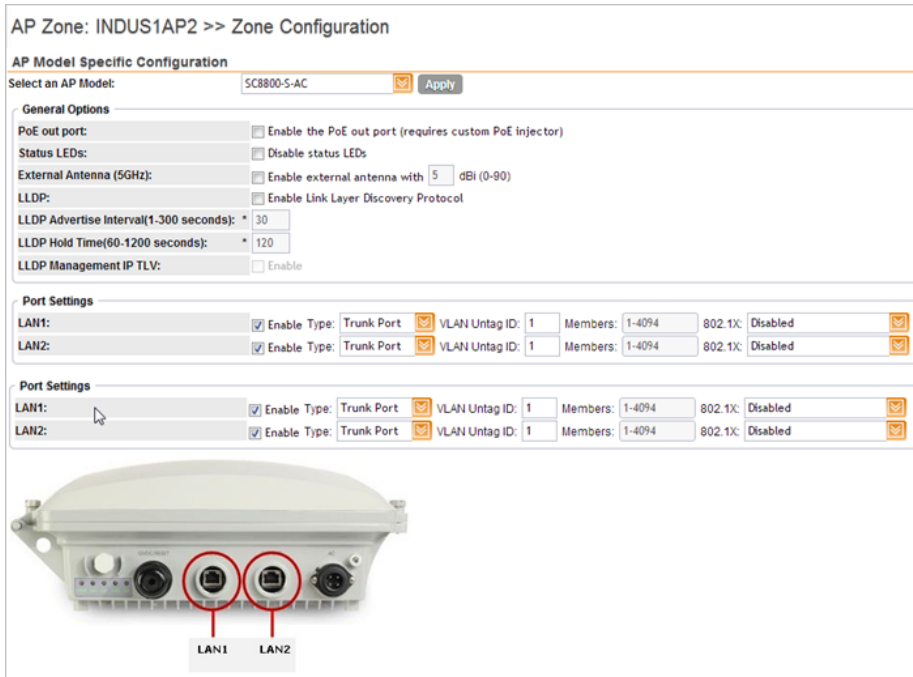 AP Zone: INDUS1AP2 >> Zone Configuration
AP Model Specific Configuration
Select an AP Model: SC8800-S-AC Apply
General Options
PoE out port: Enable the PoE out port (requires custom PoE injector)
Status LEDs: Disable status LEDs
External Antenna (5GHz): Enable external antenna with 5 dBi (0-90)
LLDP: Enable Link Layer Discovery Protocol
LLDP Advertise Interval(1-300 seconds): * 30
LLDP Hold Time(60-1200 seconds): * 120
LLDP Management IP TLV: Enable
Port Settings
LAN1: Enable Type: Trunk Port VLAN Untag ID: 1 Members: 1-4094 802.1X: Disabled
LAN2: Enable Type: Trunk Port VLAN Untag ID: 1 Members: 1-4094 802.1X: Disabled
Port Settings
LAN1: Enable Type: Trunk Port VLAN Untag ID: 1 Members: 1-4094 802.1X: Disabled
LAN2: Enable Type: Trunk Port VLAN Untag ID: 1 Members: 1-4094 802.1X: Disabled
AC
LAN1 LAN2